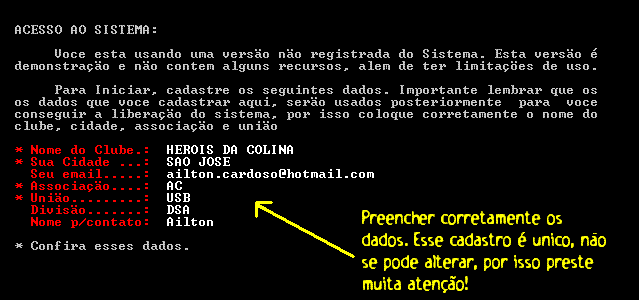 ACESSO AO SISTEMA:
Voce esta usando uma versão não registrada do Sistema. Esta versão é
demonstração e não contem alguns recursos, alem de ter limitações de uso.
Para Iniciar, cadastre os seguintes dados. Importante lembrar que os
os dados que voce cadastrar aqui, serão usados posteriormente para voce
conseguir a liberação do sistema, por isso coloque corretamente o nome do
clube, cidade, associação e união
* Nome do Clube.: HEROIS DA COLINA
* Sua Cidade ...: SAO JOSE
Seu email.....: ailton.cardoso@hotmail.com
* Associação....: AC
* União.........: USB
Divisão.......: DSA
Nome p/contato: Ailton
* Confira esses dados.
Preencher corretamente os
dados. Esse cadastro é unico, não
se pode alterar, por isso preste
muita atenção!